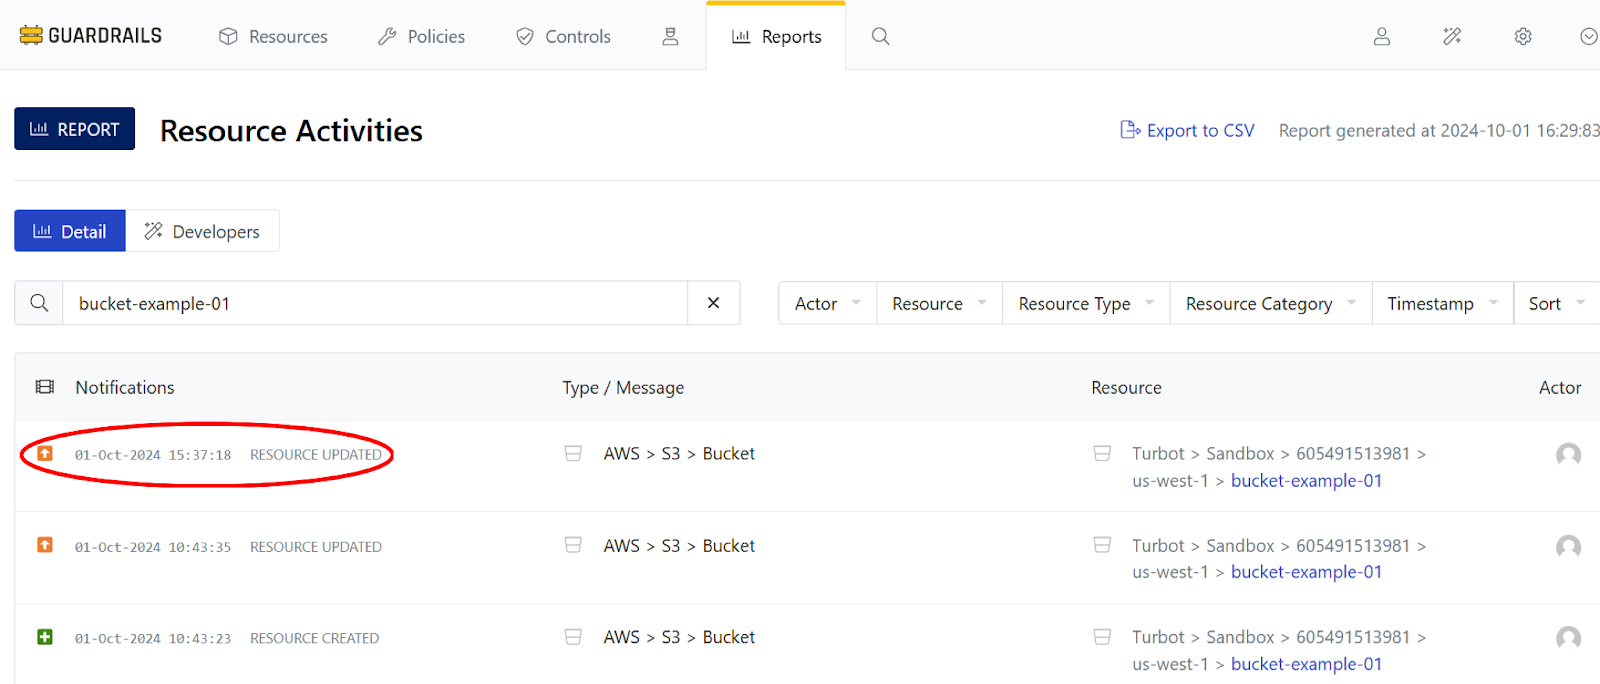 GUARDRAILS Resources Policies Controls Reports
REPORT Resource Activities Export to CSV Report generated at 2024-10-01 16:29:83
Detail Developers
bucket-example-01 Actor Resource Resource Type Resource Category Timestamp Sort
Notifications Type / Message Resource Actor
01-Oct-2024 15:37:18 RESOURCE UPDATED AWS > S3 > Bucket Turbot > Sandbox > 605491513981 >
us-west-1 > bucket-example-01
01-Oct-2024 10:43:35 RESOURCE UPDATED AWS > S3 > Bucket Turbot > Sandbox > 605491513981 >
us-west-1 > bucket-example-01
01-Oct-2024 10:43:23 RESOURCE CREATED AWS > S3 > Bucket Turbot > Sandbox > 605491513981 >
us-west-1 > bucket-example-01